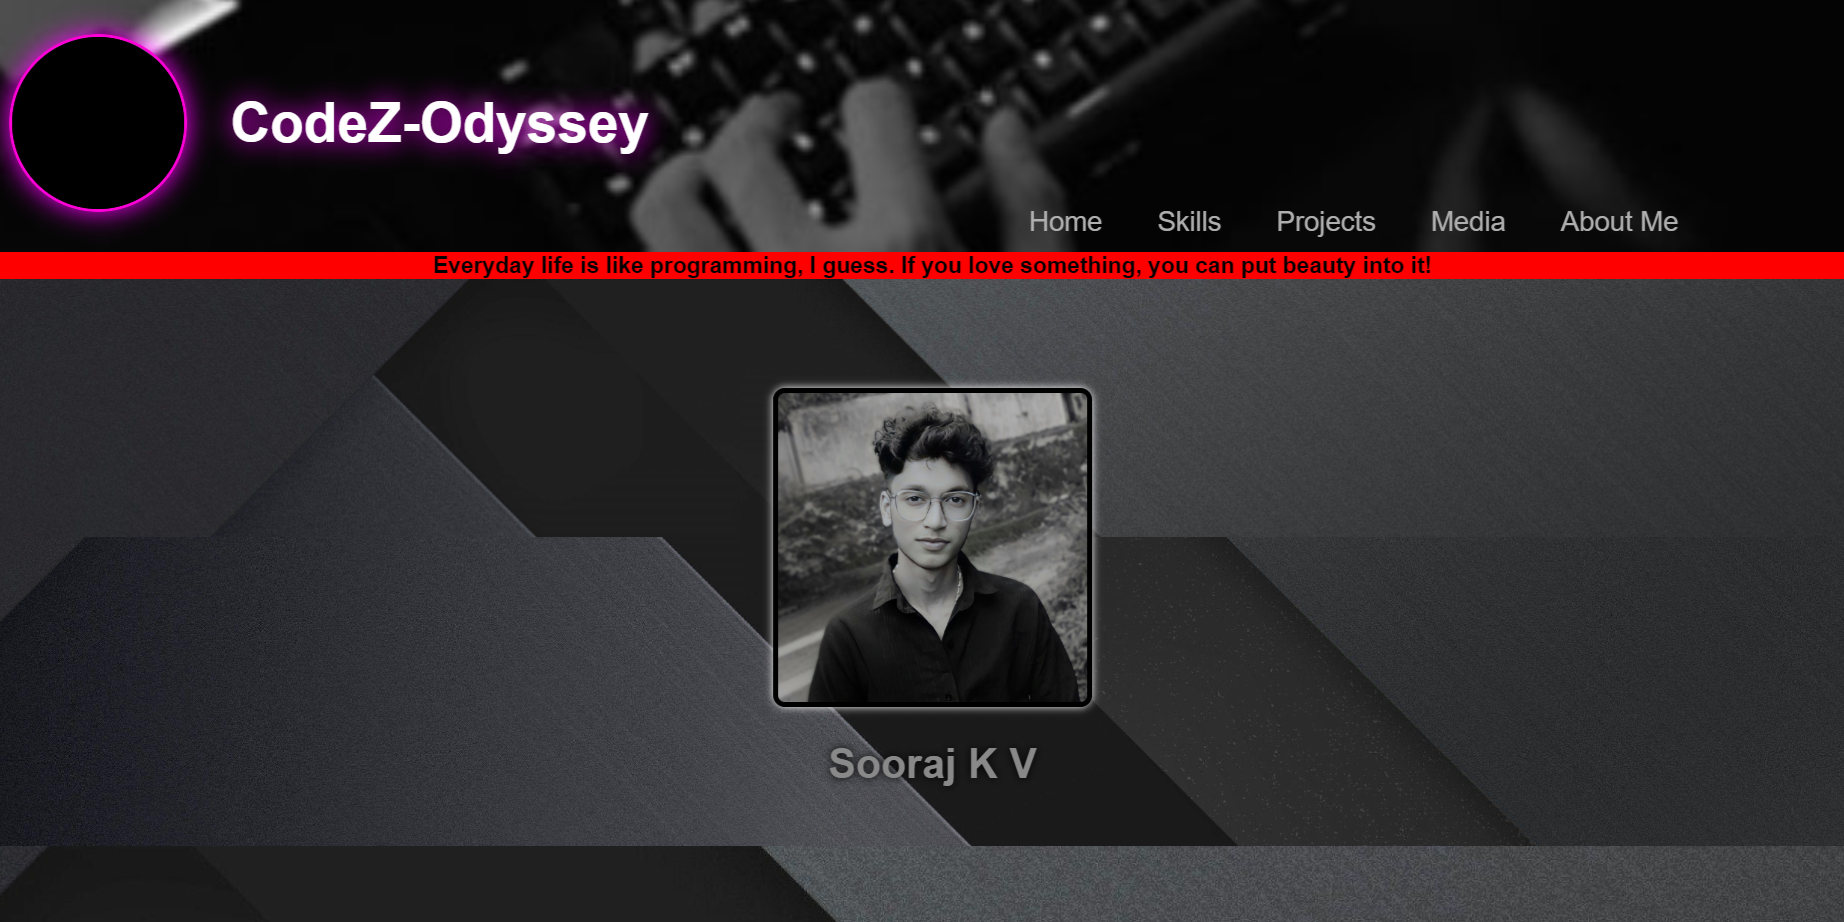 CodeZ-Odyssey
Home Skills Projects Media About Me
Everyday life is like programming, I guess. If you love something, you can put beauty into it!
Sooraj K V